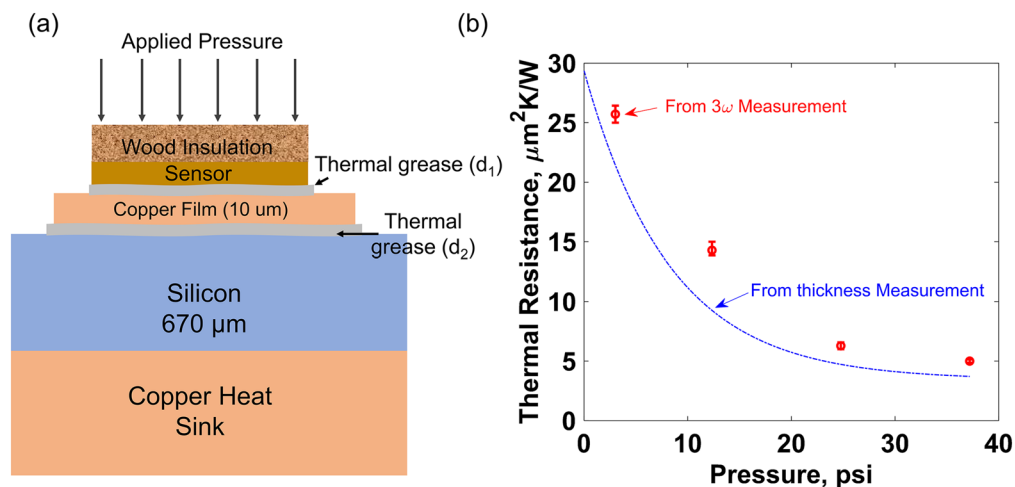 (a)
Applied Pressure
Wood Insulation
Sensor
Thermal grease (d₁)
Copper Film (10 um)
Thermal
grease (d₂)
Silicon
670 μm
Copper Heat
Sink
(b)
Thermal Resistance, μm²K/W
30
25
20
15
10
5
0
From 3ω Measurement
From thickness Measurement
0 10 20 30 40
Pressure, psi